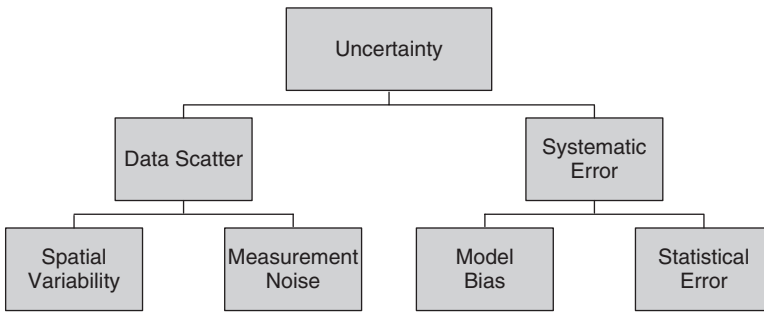 Uncertainty
Data Scatter
Systematic
Error
Spatial
Variability
Measurement
Noise
Model
Bias
Statistical
Error